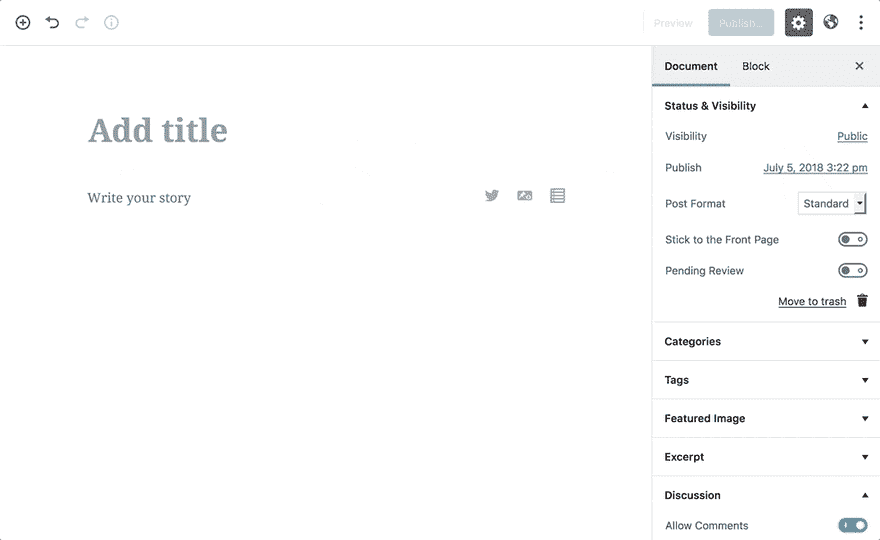 Preview
Publish...
Document Block
Add title
Write your story
Status & Visibility
Visibility Public
Publish July 5, 2018 3:22 pm
Post Format Standard
Stick to the Front Page
Pending Review
Move to trash
Categories
Tags
Featured Image
Excerpt
Discussion
Allow Comments